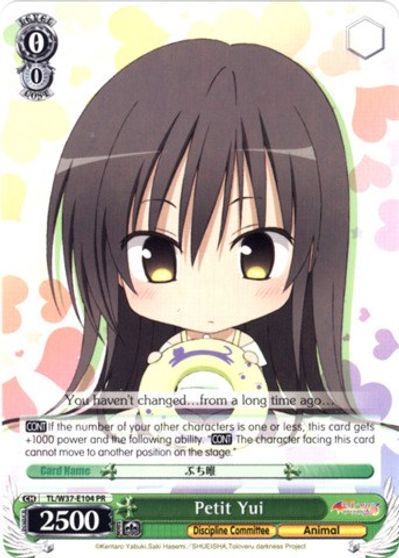 LEVEL
0
0
COST
You haven't changed...from a long time ago...
CONT If the number of your other characters is one or less, this card gets
+1000 power and the following ability. "CONT The character facing this card
cannot move to another position on the stage."
Card Name ぷち唯
CH TL/W37-E104 PR
2500
Petit Yui
Discipline Committee Animal
©Kentaro Yabuki,Saki Hasemi／SHUEISHA,Toloveru darkness Project